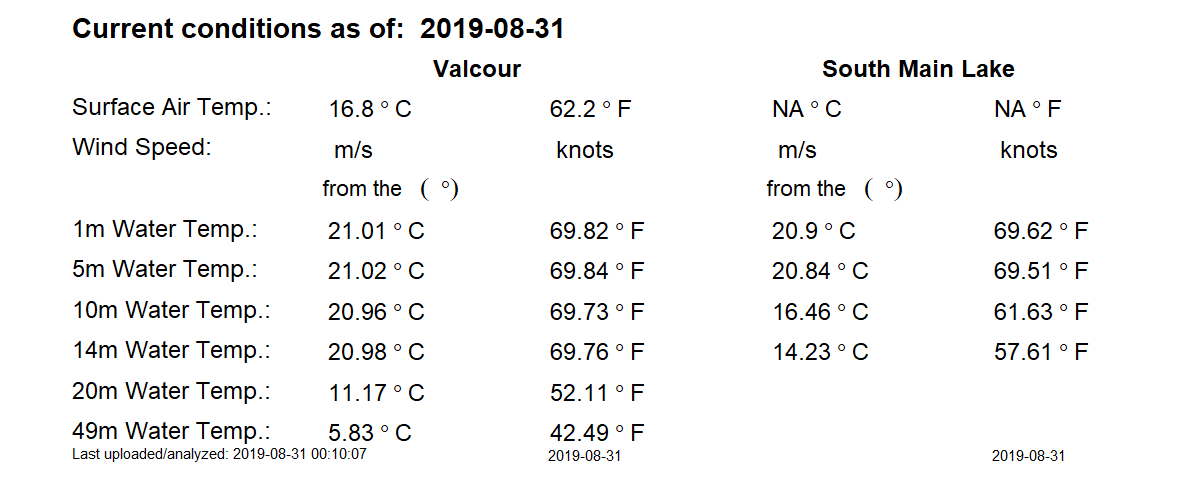 Current conditions as of: 2019-08-31
Valcour South Main Lake
Surface Air Temp.: 16.8 ° C 62.2 ° F NA ° C NA ° F
Wind Speed: m/s knots m/s knots
from the ( °) from the ( °)
1m Water Temp.: 21.01 ° C 69.82 ° F 20.9 ° C 69.62 ° F
5m Water Temp.: 21.02 ° C 69.84 ° F 20.84 ° C 69.51 ° F
10m Water Temp.: 20.96 ° C 69.73 ° F 16.46 ° C 61.63 ° F
14m Water Temp.: 20.98 ° C 69.76 ° F 14.23 ° C 57.61 ° F
20m Water Temp.: 11.17 ° C 52.11 ° F
49m Water Temp.: 5.83 ° C 42.49 ° F
Last uploaded/analyzed: 2019-08-31 00:10:07 2019-08-31 2019-08-31